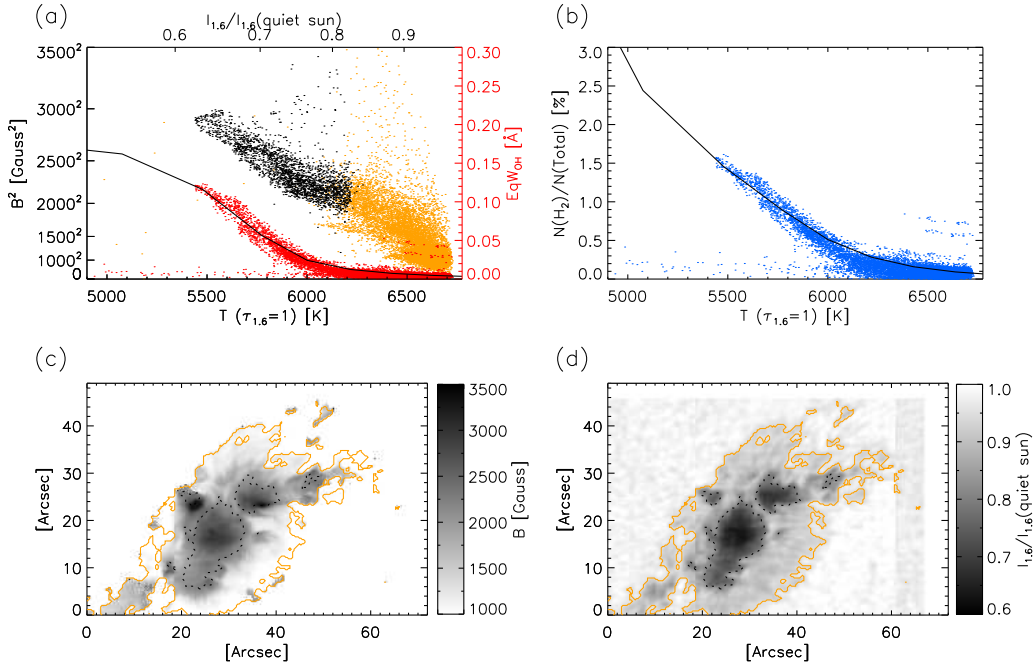 (a)
I1.6/I1.6(quiet sun)
0.6 0.7 0.8 0.9
3500² 3000² 2500² 2000² 1500² 1000² 0
B² [Gauss²]
0.30 0.25 0.20 0.15 0.10 0.05 0.00
EqWOH [Å]
5000 5500 6000 6500
T (τ1.6=1) [K]
(b)
3.0 2.5 2.0 1.5 1.0 0.5 0.0
N(H2)/N(Total) [%]
5000 5500 6000 6500
T (τ1.6=1) [K]
(c)
40 30 20 10 0
[Arcsec]
0 20 40 60
[Arcsec]
3500 3000 2500 2000 1500 1000
B [Gauss]
(d)
40 30 20 10 0
[Arcsec]
0 20 40 60
[Arcsec]
1.0 0.9 0.8 0.7 0.6
I1.6/I1.6(quiet sun)